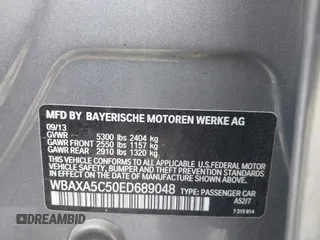 MFD BY BAYERISCHE MOTOREN WERKE AG
09/13
GVWR 5300 lbs 2404 kg
GAWR FRONT 2550 lbs 1157 kg
GAWR REAR 2910 lbs 1320 kg
THIS VEHICLE CONFORMS TO ALL APPLICABLE
U.S. FEDERAL MOTOR VEHICLE SAFETY, BUMPER,
AND THEFT PREVENTION STANDARDS IN EFFECT
ON THE DATE OF MANUFACTURE SHOWN ABOVE.
WBAXA5C50ED689048 TYPE: PASSENGER CAR
A52/7
DREAMBID